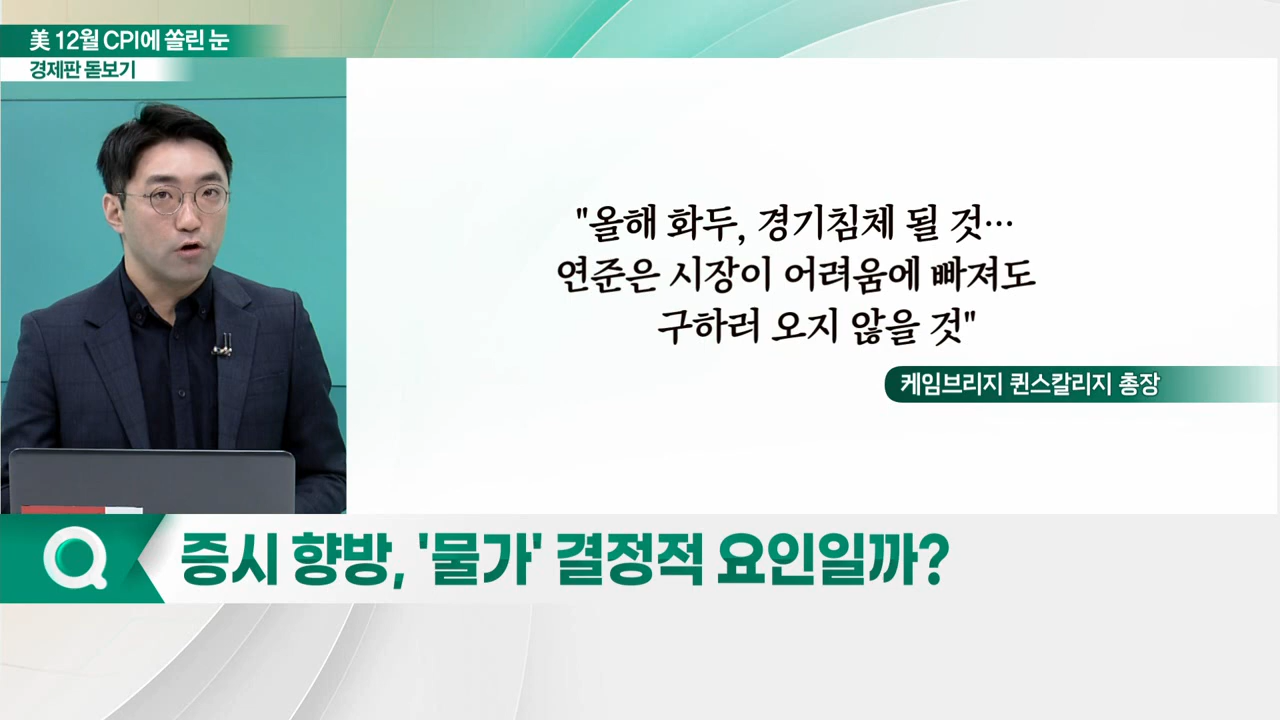 美 12월 CPI에 쏠린 눈
경제판 돋보기
"올해 화두, 경기침체 될 것…
연준은 시장이 어려움에 빠져도
구하러 오지 않을 것"
케임브리지 퀸스칼리지 총장
Q 증시 향방, '물가' 결정적 요인일까?